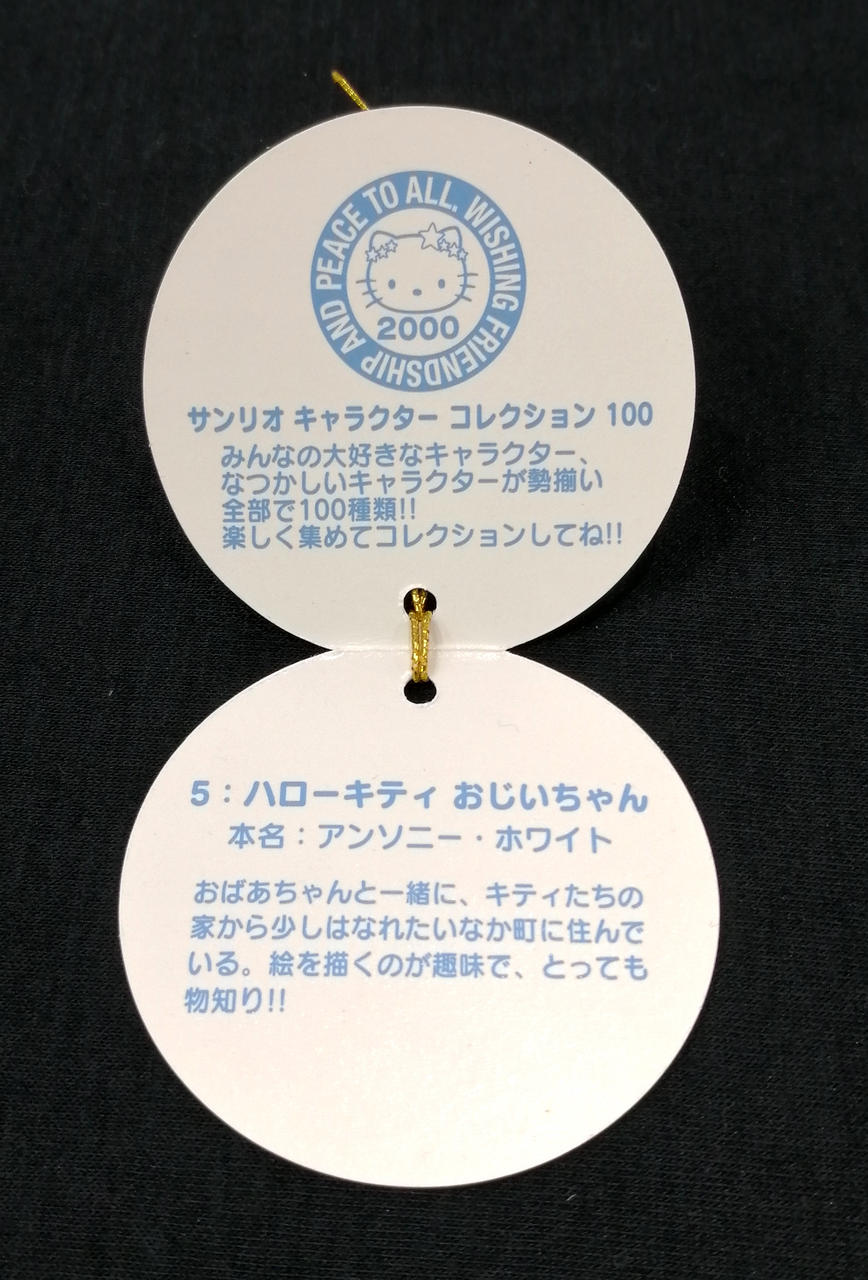 WISHING FRIENDSHIP AND PEACE TO ALL.
2000
サンリオ キャラクター コレクション 100
みんなの大好きなキャラクター、
なつかしいキャラクターが勢揃い
全部で100種類!!
楽しく集めてコレクションしてね!!
5：ハローキティ おじいちゃん
本名：アンソニー・ホワイト
おばあちゃんと一緒に、キティたちの
家から少しはなれたいなか町に住んで
いる。絵を描くのが趣味で、とっても
物知り!!